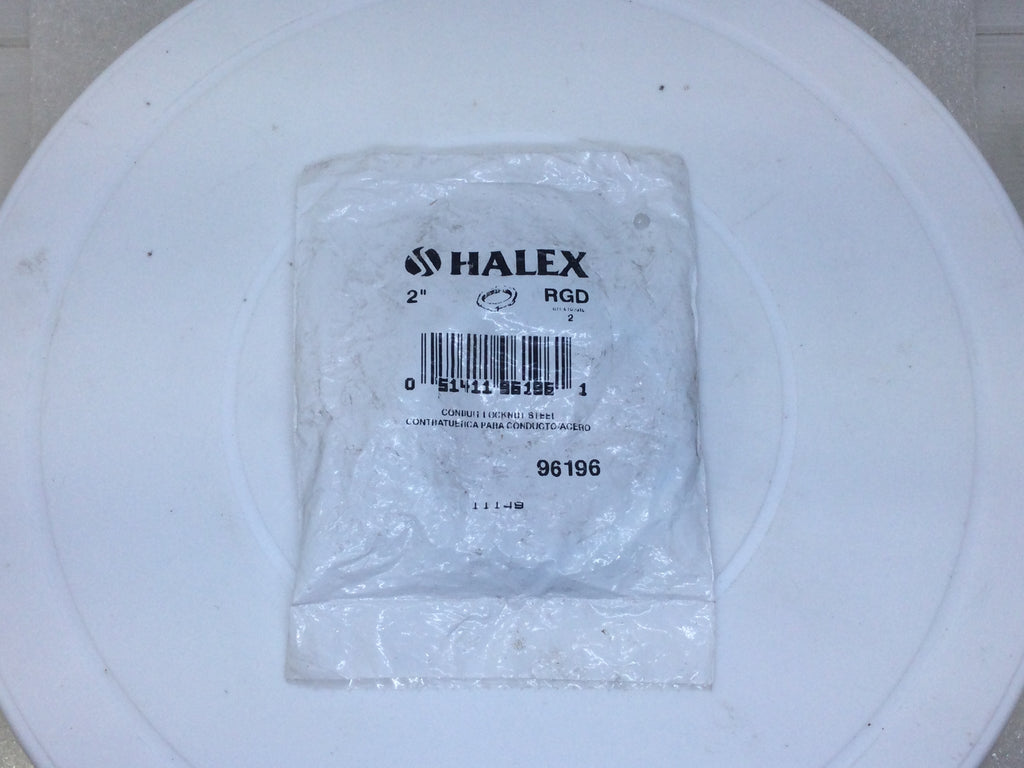 HALEX
2" RGD
2
0 51411 96196 1
CONDUIT LOCKNUT STEEL
CONTRATUERCA PARA CONDUCTO/ACERO
96196